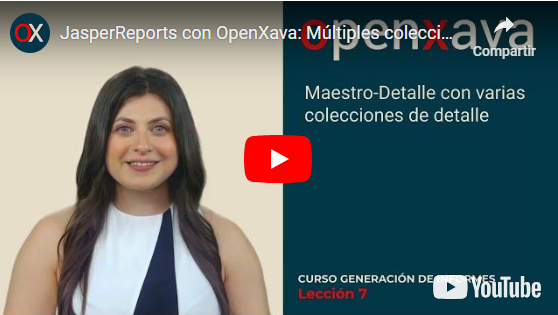 OX
JasperReports con OpenXava: Múltiples colecci...
openxava
Compartir
Maestro-Detalle con varias
colecciones de detalle
CURSO GENERACIÓN DE INFORMES
Lección 7
YouTube